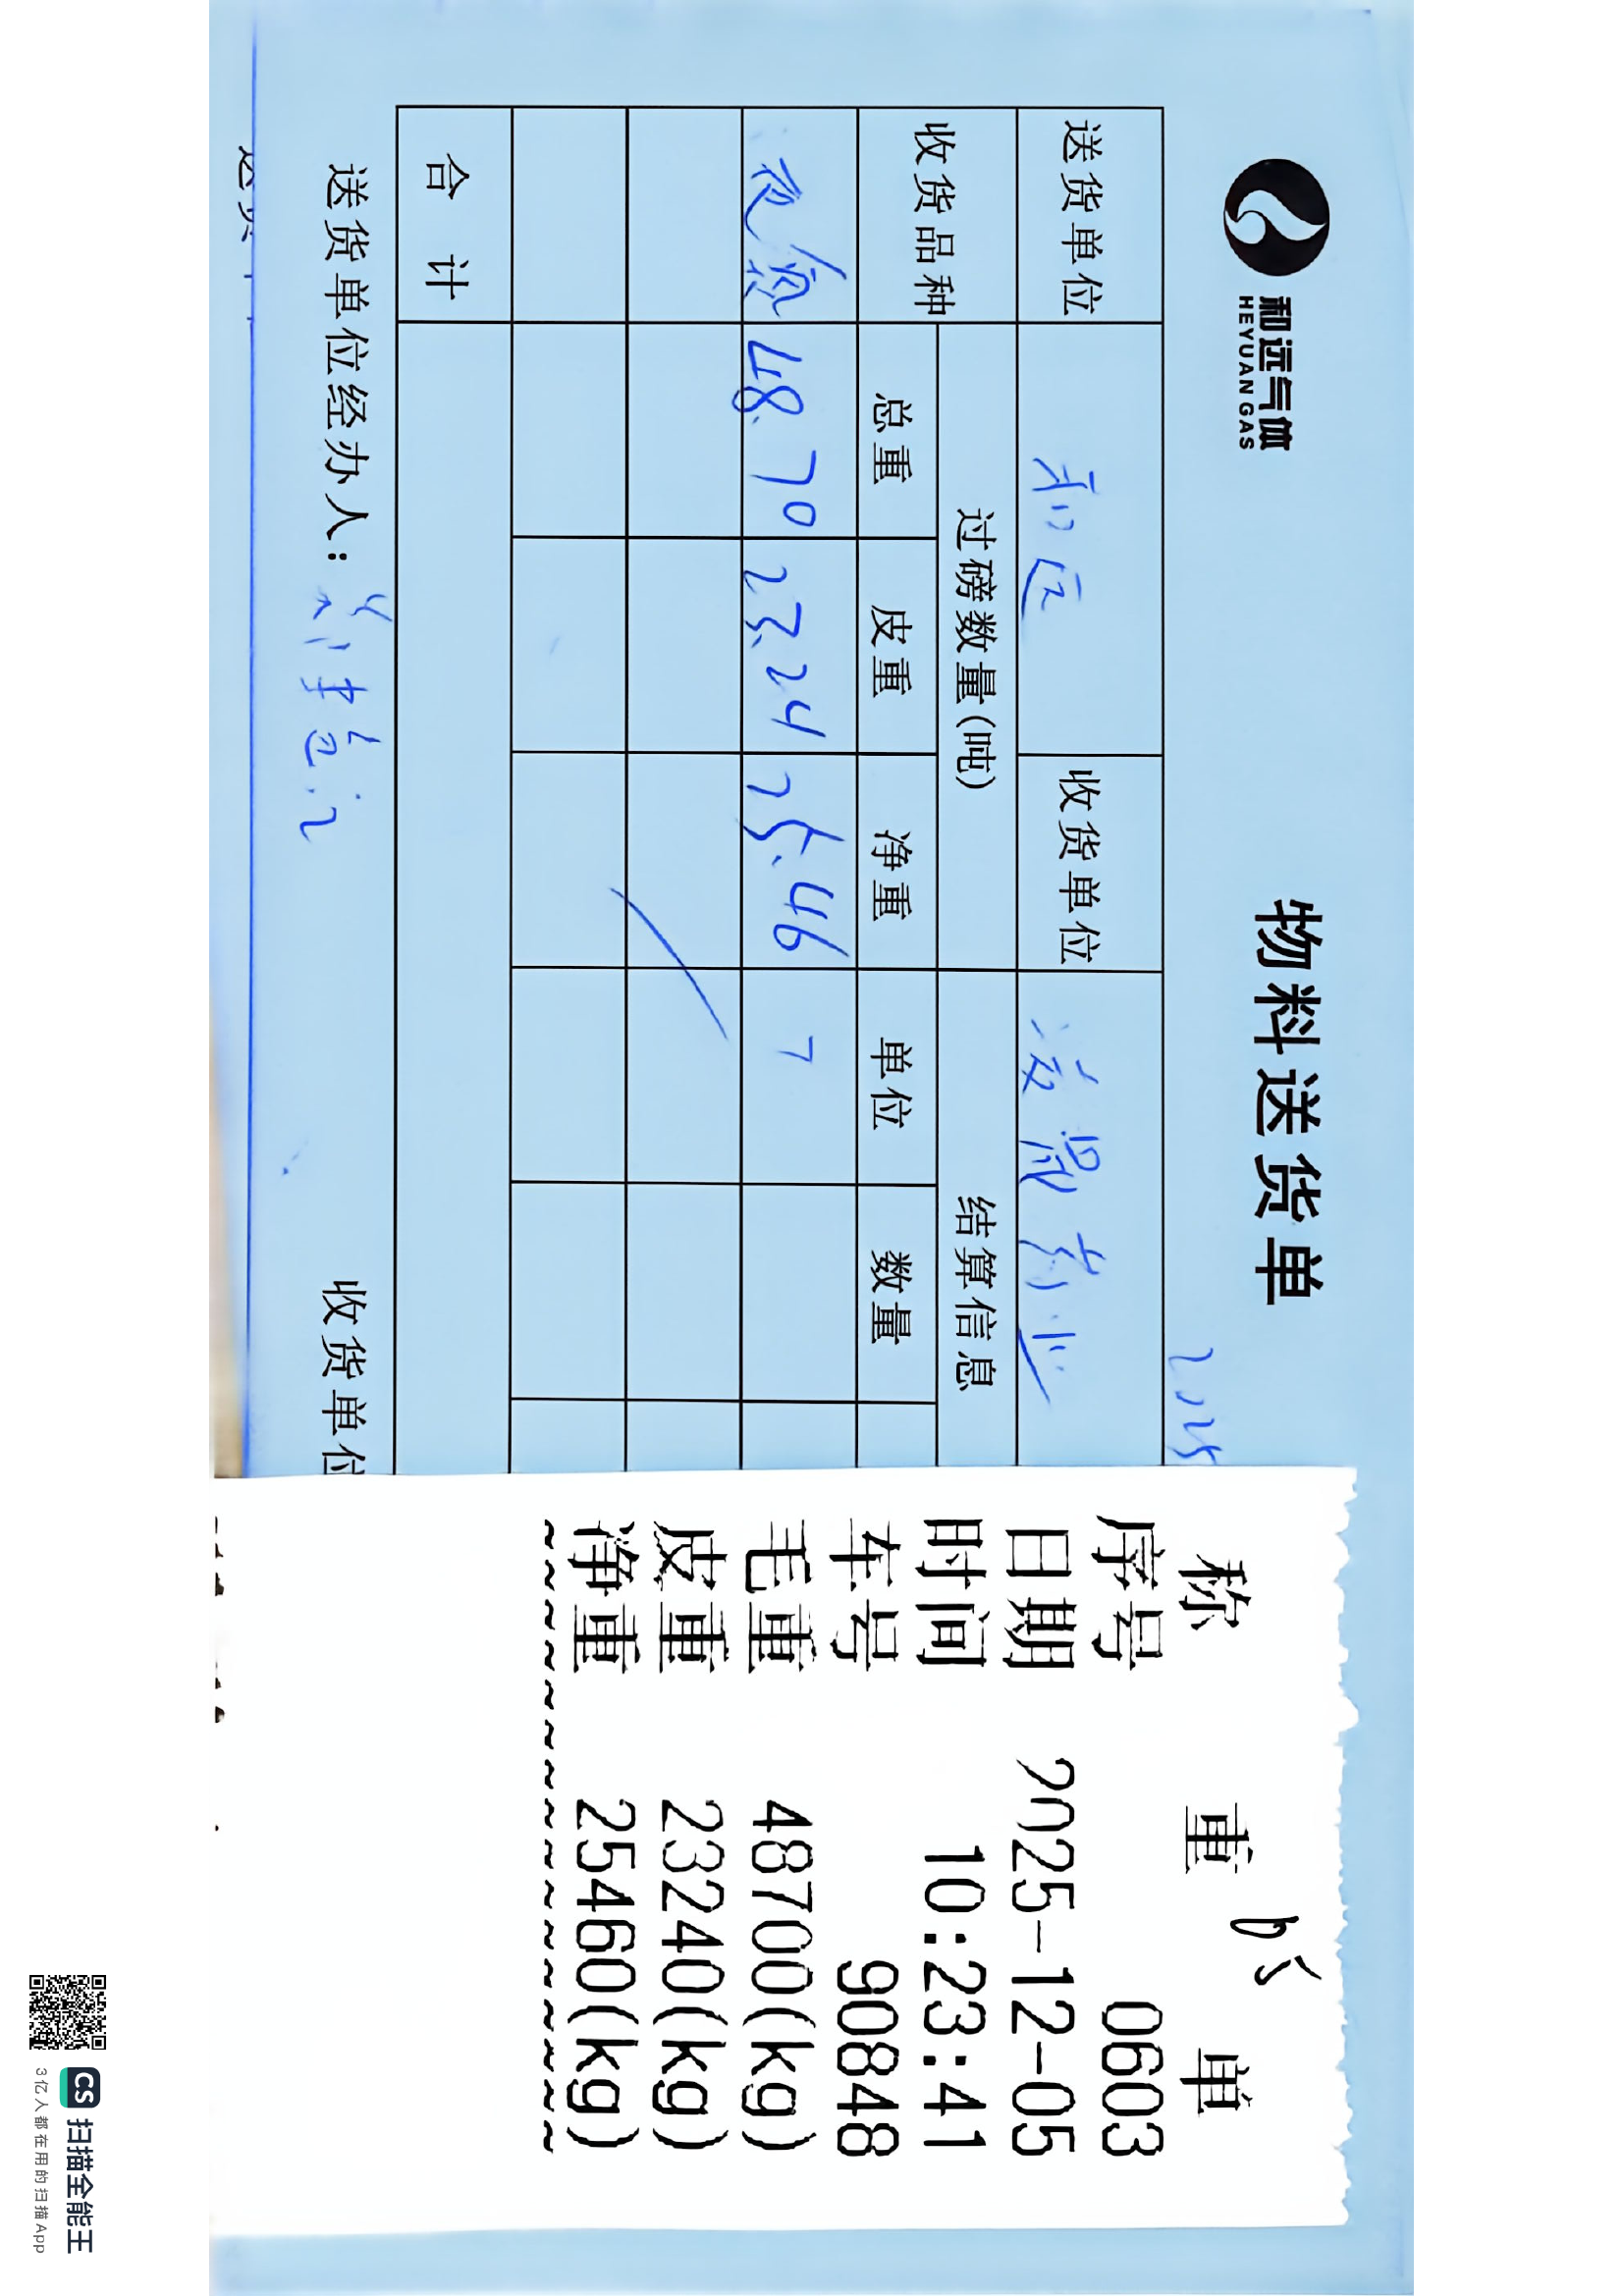 和远气体
HEYUAN GAS
物料送货单
2025
送货单位 和远 收货单位 药业
收货品种 过磅数量(吨) 结算信息
总重 皮重 净重 单位 数量
液氮 48.70 23.24 25.46 T
合计
送货单位经办人:
收货单位
称重单
序号 0603
日期 2025-12-05
时间 10:23:41
车号 90848
毛重 48700(kg)
皮重 23240(kg)
净重 25460(kg)
~~~~~~~~~~~~~~~~
CS 扫描全能王
3亿人都在用的扫描App